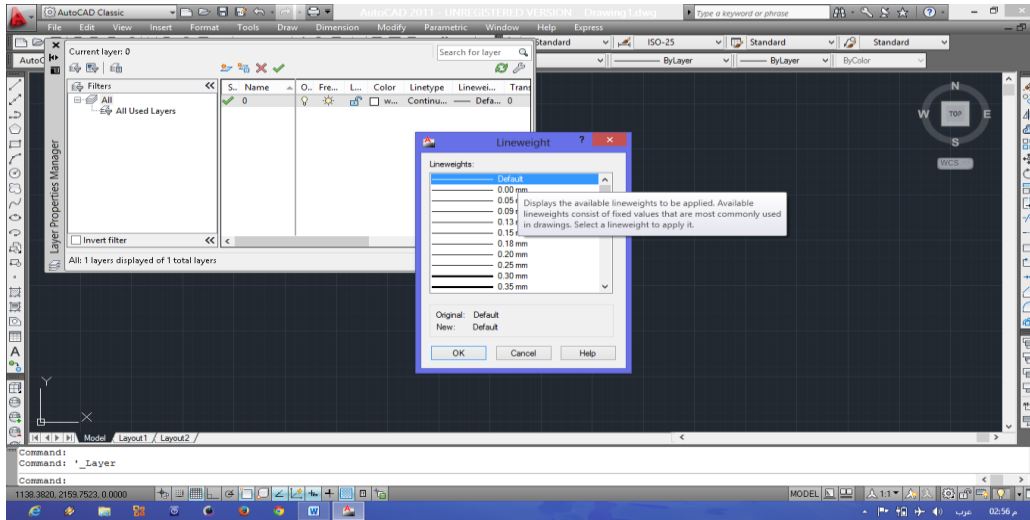 AutoCAD Classic
AutoCAD 2011 - UNREGISTERED VERSION Drawing1.dwg
Type a keyword or phrase
File Edit View Insert Format Tools Draw Dimension Modify Parametric Window Help Express
Standard ISO-25 Standard Standard
AutoC
ByLayer ByLayer ByColor
Current layer: 0
Search for layer
Filters
All
All Used Layers
S.. Name O.. Fre... L... Color Linetype Linewei... Trans
0 w... Continu... Defa... 0
Invert filter
All: 1 layers displayed of 1 total layers
Layer Properties Manager
Lineweight
Lineweights:
Default
0.00 mm
0.05
0.09
0.13
0.15
0.18 mm
0.20 mm
0.25 mm
0.30 mm
0.35 mm
Displays the available lineweights to be applied. Available
lineweights consist of fixed values that are most commonly used
in drawings. Select a lineweight to apply it.
Original: Default
New: Default
OK Cancel Help
N
W TOP E
S
WCS
Y
X
Model Layout1 Layout2
Command:
Command: '_Layer
Command:
1138.3820, 2159.7523, 0.0000
MODEL
1:1
عربي
02:56 م